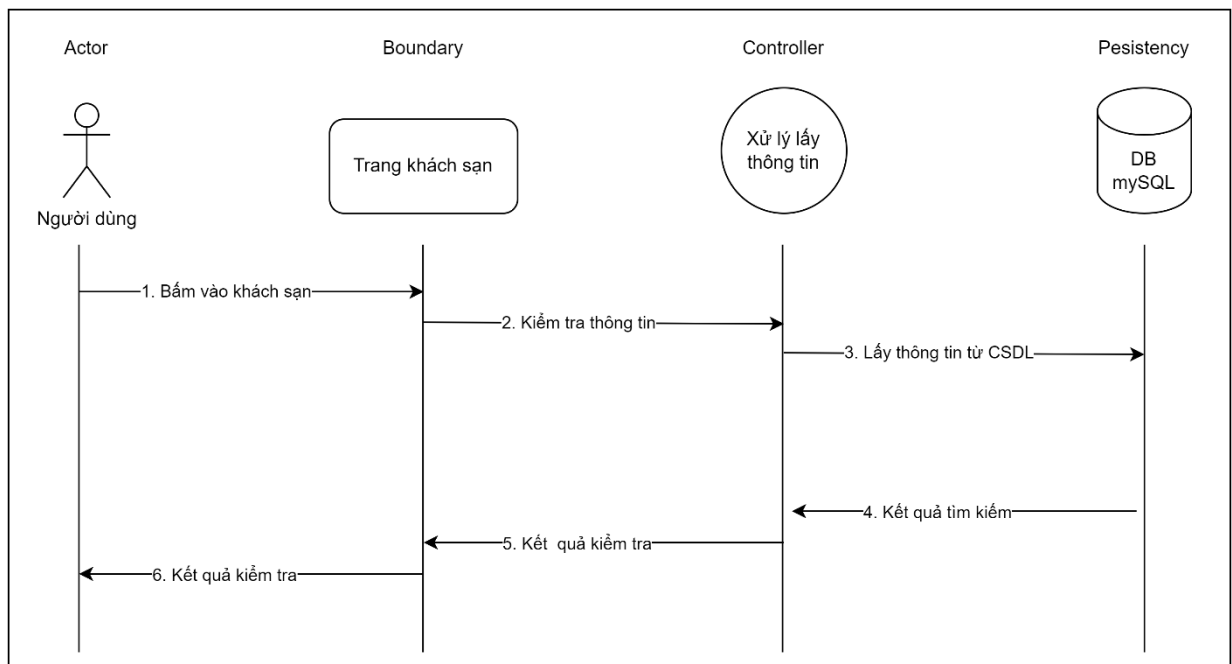 Actor
Boundary
Controller
Pesistency
Trang khách sạn
Xử lý lấy
thông tin
DB
mySQL
Người dùng
1. Bấm vào khách sạn
2. Kiểm tra thông tin
3. Lấy thông tin từ CSDL
4. Kết quả tìm kiếm
5. Kết  quả kiểm tra
6. Kết quả kiểm tra